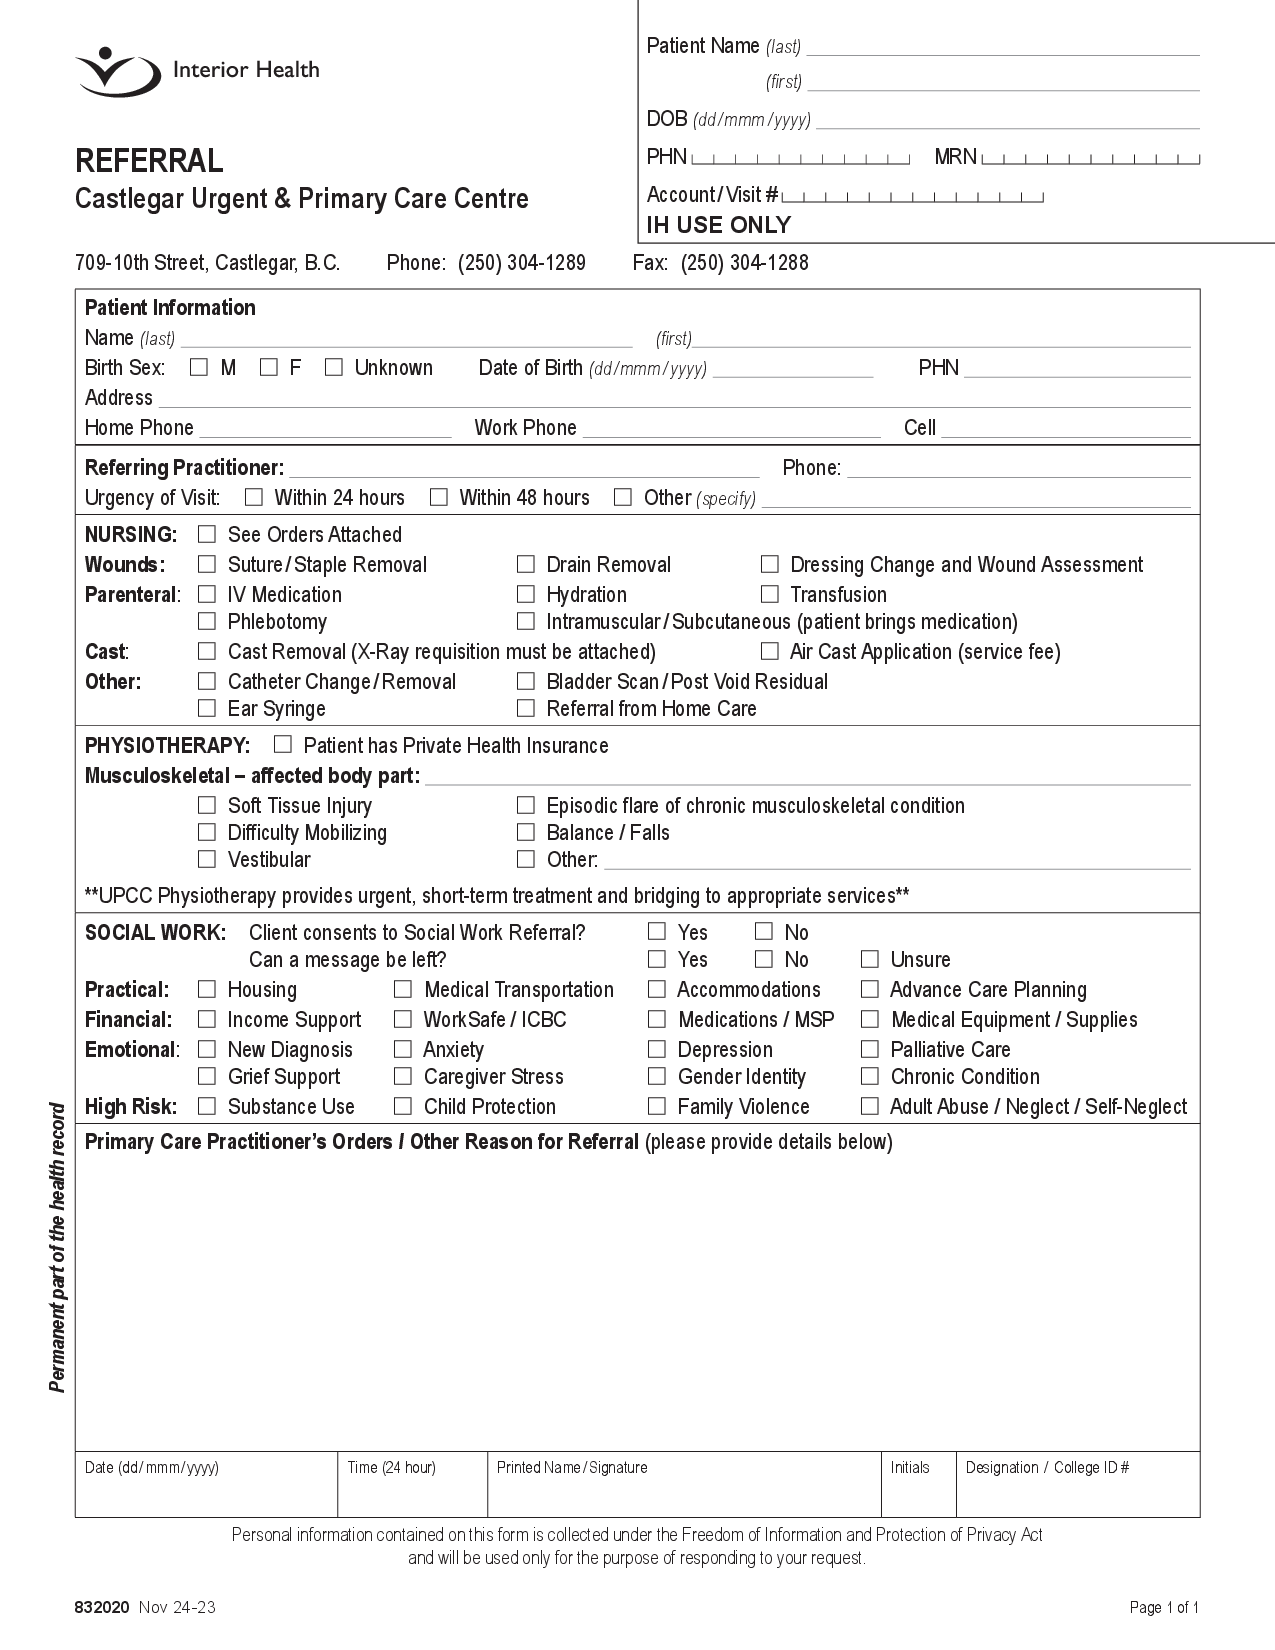 Interior Health
Patient Name (last)
(first)
DOB (dd/mmm/yyyy)
PHN MRN
Account/Visit #
IH USE ONLY
REFERRAL
Castlegar Urgent & Primary Care Centre
709-10th Street, Castlegar, B.C. Phone: (250) 304-1289 Fax: (250) 304-1288
Patient Information
Name (last) (first)
Birth Sex: ☐ M ☐ F ☐ Unknown Date of Birth (dd/mmm/yyyy) PHN
Address
Home Phone Work Phone Cell
Referring Practitioner: Phone:
Urgency of Visit: ☐ Within 24 hours ☐ Within 48 hours ☐ Other (specify)
NURSING: ☐ See Orders Attached
Wounds: ☐ Suture/Staple Removal ☐ Drain Removal ☐ Dressing Change and Wound Assessment
Parenteral: ☐ IV Medication ☐ Hydration ☐ Transfusion
☐ Phlebotomy ☐ Intramuscular/Subcutaneous (patient brings medication)
Cast: ☐ Cast Removal (X-Ray requisition must be attached) ☐ Air Cast Application (service fee)
Other: ☐ Catheter Change/Removal ☐ Bladder Scan/Post Void Residual
☐ Ear Syringe ☐ Referral from Home Care
PHYSIOTHERAPY: ☐ Patient has Private Health Insurance
Musculoskeletal – affected body part:
☐ Soft Tissue Injury ☐ Episodic flare of chronic musculoskeletal condition
☐ Difficulty Mobilizing ☐ Balance / Falls
☐ Vestibular ☐ Other:
**UPCC Physiotherapy provides urgent, short-term treatment and bridging to appropriate services**
SOCIAL WORK: Client consents to Social Work Referral? ☐ Yes ☐ No
Can a message be left? ☐ Yes ☐ No ☐ Unsure
Practical: ☐ Housing ☐ Medical Transportation ☐ Accommodations ☐ Advance Care Planning
Financial: ☐ Income Support ☐ WorkSafe / ICBC ☐ Medications / MSP ☐ Medical Equipment / Supplies
Emotional: ☐ New Diagnosis ☐ Anxiety ☐ Depression ☐ Palliative Care
☐ Grief Support ☐ Caregiver Stress ☐ Gender Identity ☐ Chronic Condition
High Risk: ☐ Substance Use ☐ Child Protection ☐ Family Violence ☐ Adult Abuse / Neglect / Self-Neglect
Primary Care Practitioner's Orders / Other Reason for Referral (please provide details below)
Permanent part of the health record
Date (dd/mmm/yyyy) Time (24 hour) Printed Name/Signature Initials Designation / College ID #
Personal information contained on this form is collected under the Freedom of Information and Protection of Privacy Act
and will be used only for the purpose of responding to your request.
832020 Nov 24-23 Page 1 of 1